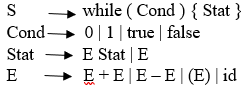 S → while ( Cond ) { Stat }
Cond → 0 | 1 | true | false
Stat → E Stat | E
E → E + E | E – E | (E) | id